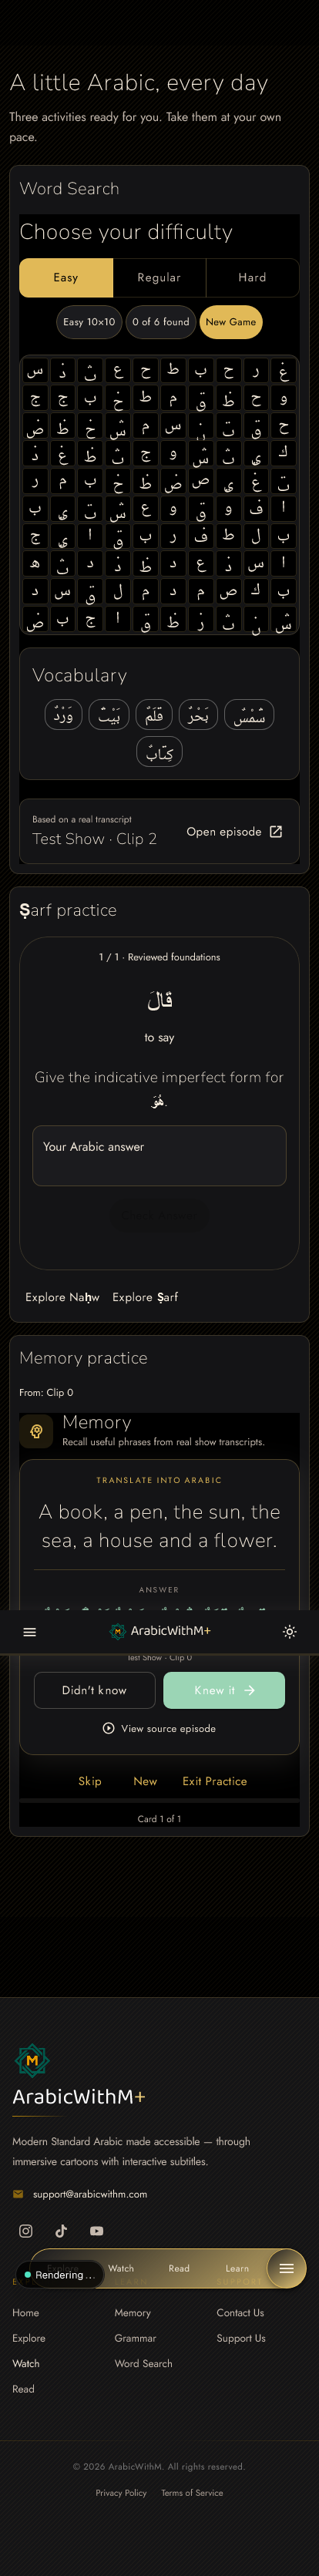 A little Arabic, every day
Three activities ready for you. Take them at your own
pace.
Word Search
Choose your difficulty
Easy Regular Hard
Easy 10×10 0 of 6 found New Game
س ذ ث ع ح ط ب ح ر غ
ج ج ب خ ط م ق ظ ح و
ض ظ خ ش م س ن ت ق ح
ذ غ ظ ث ج و ش ث ي ك
ر م ب خ ظ ض ص ي غ ت
ب ي ت ش ع و ق و ف ا
ج ي ا ق ب ر ف ط ل ب
ه ث د ذ ظ د ع ذ س ا
د س ق ل م د م ص ك ب
ض ب ج ا ق ظ ز ث ن ش
Vocabulary
شَمْسٌ بَحْرٌ قَلَمٌ بَيْتٌ وَرْدٌ
كِتَابٌ
Based on a real transcript
Test Show · Clip 2
Open episode
Ṣarf practice
1 / 1 · Reviewed foundations
قَالَ
to say
Give the indicative imperfect form for
هُوَ.
Your Arabic answer
Explore Naḥw Explore Ṣarf
Memory practice
From: Clip 0
Memory
Recall useful phrases from real show transcripts.
TRANSLATE INTO ARABIC
A book, a pen, the sun, the
sea, a house and a flower.
ANSWER
ArabicWithM+
Test Show · Clip 0
Didn't know Knew it
View source episode
Skip New Exit Practice
Card 1 of 1
ArabicWithM+
Modern Standard Arabic made accessible — through
immersive cartoons with interactive subtitles.
support@arabicwithm.com
Watch Read Learn
Rendering ...
Home Memory Contact Us
Explore Grammar Support Us
Watch Word Search
Read
© 2026 ArabicWithM. All rights reserved.
Privacy Policy Terms of Service